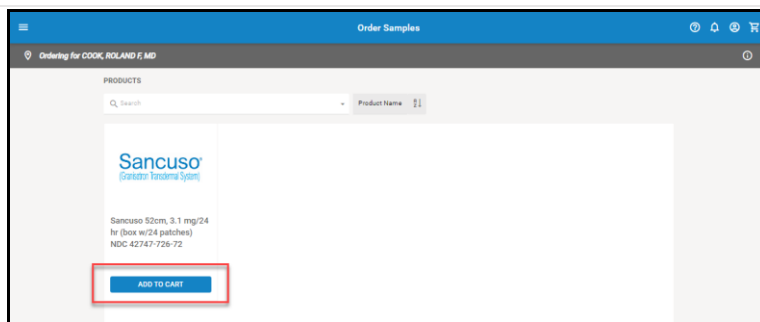 Order Samples
Ordering for COOK, ROLAND F, MD
PRODUCTS
Search
Product Name
Sancuso
(Granisetron Transdermal System)
Sancuso 52cm, 3.1 mg/24
hr (box w/24 patches)
NDC 42747-726-72
ADD TO CART